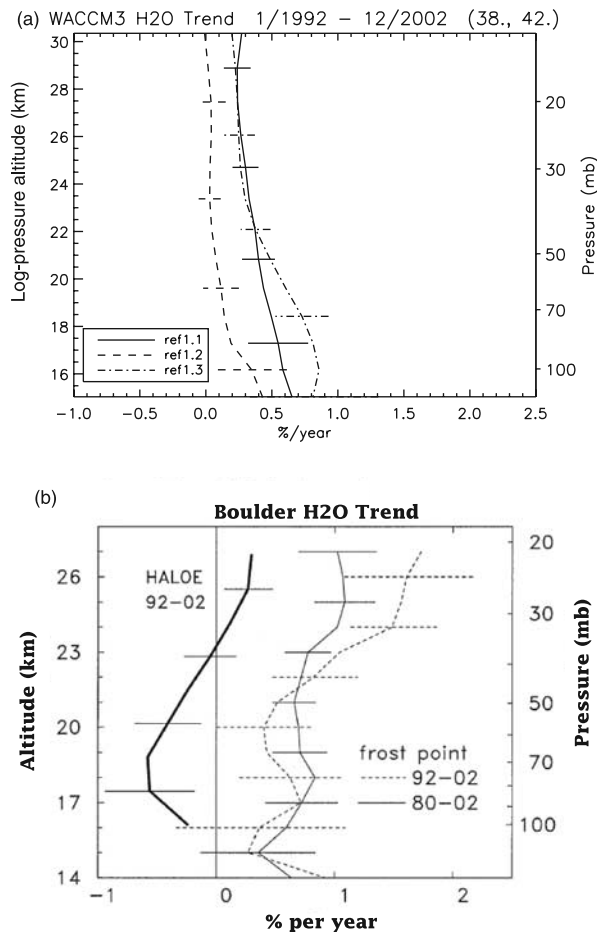 (a) WACCM3 H2O Trend 1/1992 – 12/2002 (38., 42.)
Log-pressure altitude (km)
30
28
26
24
22
20
18
16
20
30
50
70
100
Pressure (mb)
ref1.1
ref1.2
ref1.3
-1.0 -0.5 0.0 0.5 1.0 1.5 2.0 2.5
%/year
(b)
Boulder H2O Trend
Altitude (km)
26
23
20
17
14
HALOE
92-02
frost point
92-02
80-02
20
30
50
70
100
Pressure (mb)
-1 0 1 2
% per year